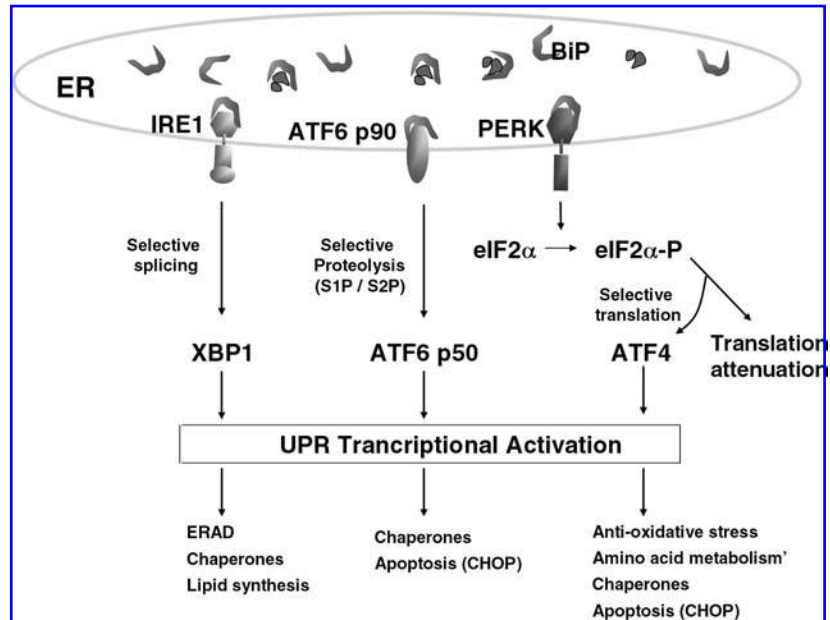 BiP
ER
IRE1
ATF6 p90
PERK
Selective
splicing
Selective
Proteolysis
(S1P / S2P)
eIF2α
eIF2α-P
Selective
translation
XBP1
ATF6 p50
ATF4
Translation
attenuation
UPR Trancriptional Activation
ERAD
Chaperones
Lipid synthesis
Chaperones
Apoptosis (CHOP)
Anti-oxidative stress
Amino acid metabolism’
Chaperones
Apoptosis (CHOP)